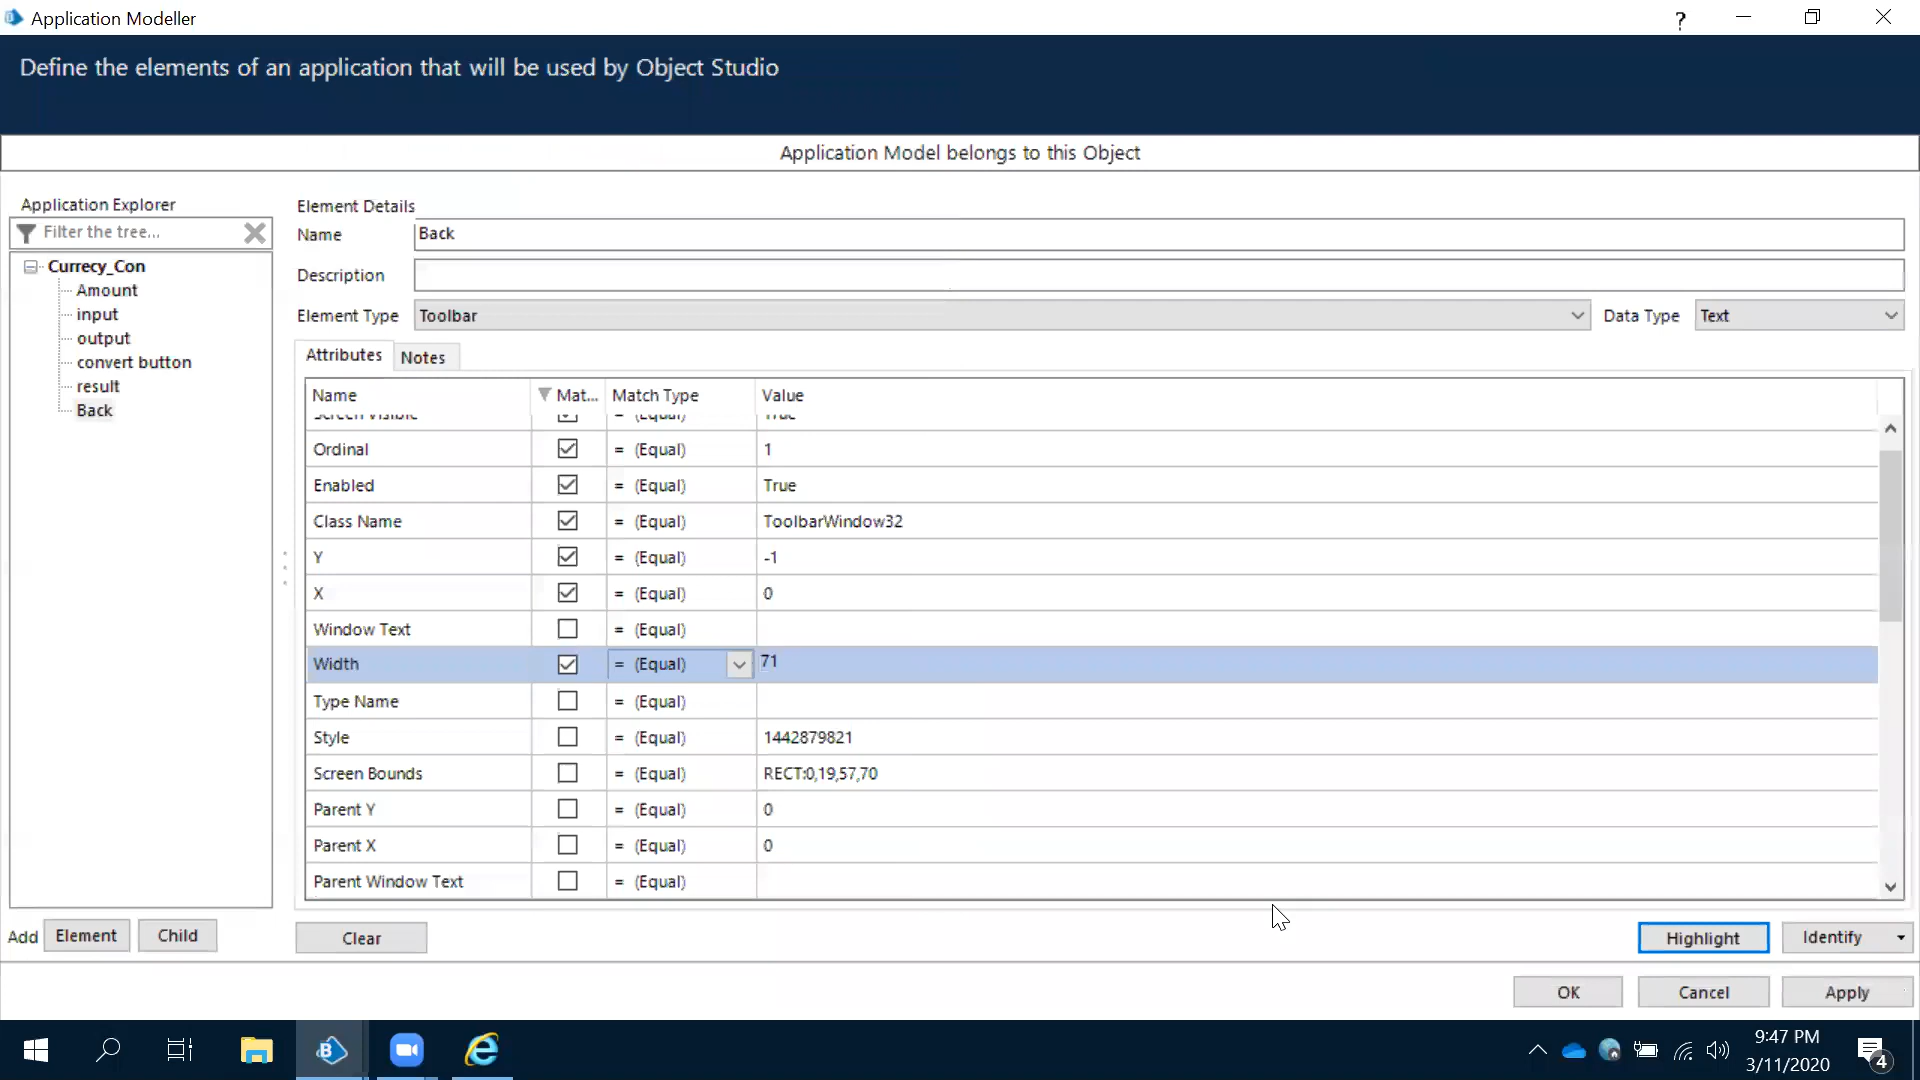 Application Modeller
?
Define the elements of an application that will be used by Object Studio
Application Model belongs to this Object
Application Explorer
Filter the tree...
Currecy_Con
Amount
input
output
convert button
result
Back
Element Details
Name Back
Description
Element Type Toolbar Data Type Text
Attributes Notes
Name Mat... Match Type Value
Screen Visible = (Equal) True
Ordinal = (Equal) 1
Enabled = (Equal) True
Class Name = (Equal) ToolbarWindow32
Y = (Equal) -1
X = (Equal) 0
Window Text = (Equal)
Width = (Equal) 71
Type Name = (Equal)
Style = (Equal) 1442879821
Screen Bounds = (Equal) RECT:0,19,57,70
Parent Y = (Equal) 0
Parent X = (Equal) 0
Parent Window Text = (Equal)
Add Element Child Clear Highlight Identify
OK Cancel Apply
9:47 PM
3/11/2020
4